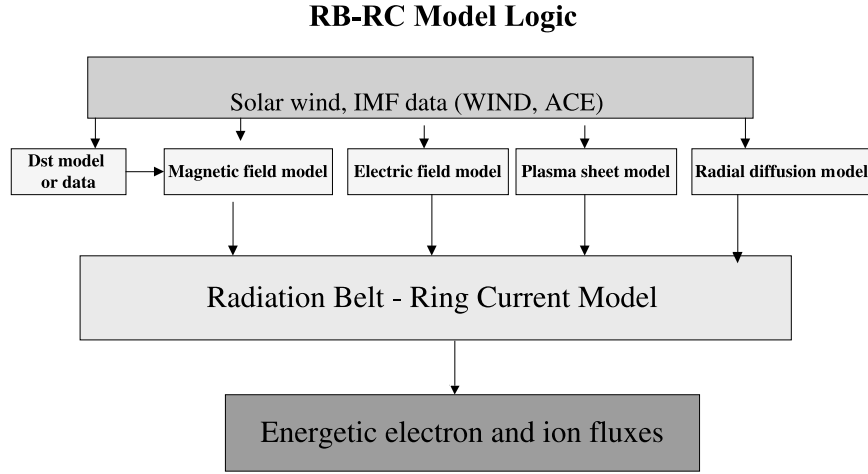 RB-RC Model Logic
Solar wind, IMF data (WIND, ACE)
Dst model
or data
Magnetic field model
Electric field model
Plasma sheet model
Radial diffusion model
Radiation Belt - Ring Current Model
Energetic electron and ion fluxes